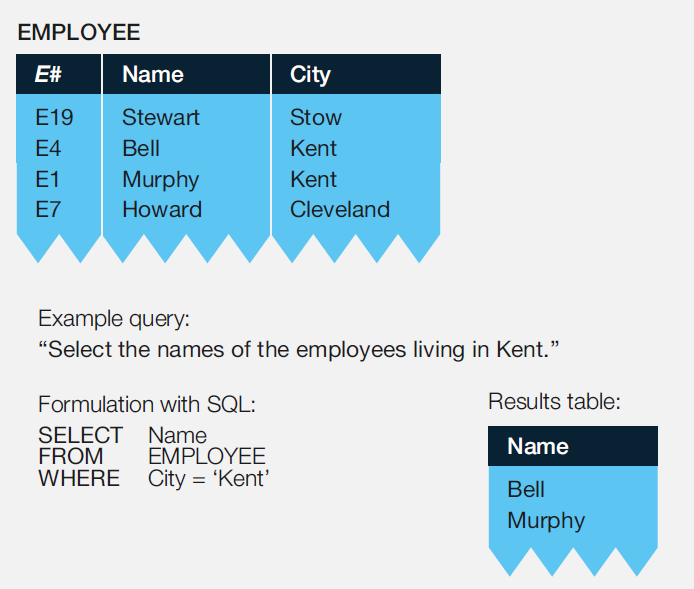 EMPLOYEE
E# Name City
E19 Stewart Stow
E4 Bell Kent
E1 Murphy Kent
E7 Howard Cleveland
Example query:
“Select the names of the employees living in Kent.”
Formulation with SQL:
SELECT Name
FROM EMPLOYEE
WHERE City = ‘Kent’
Results table:
Name
Bell
Murphy